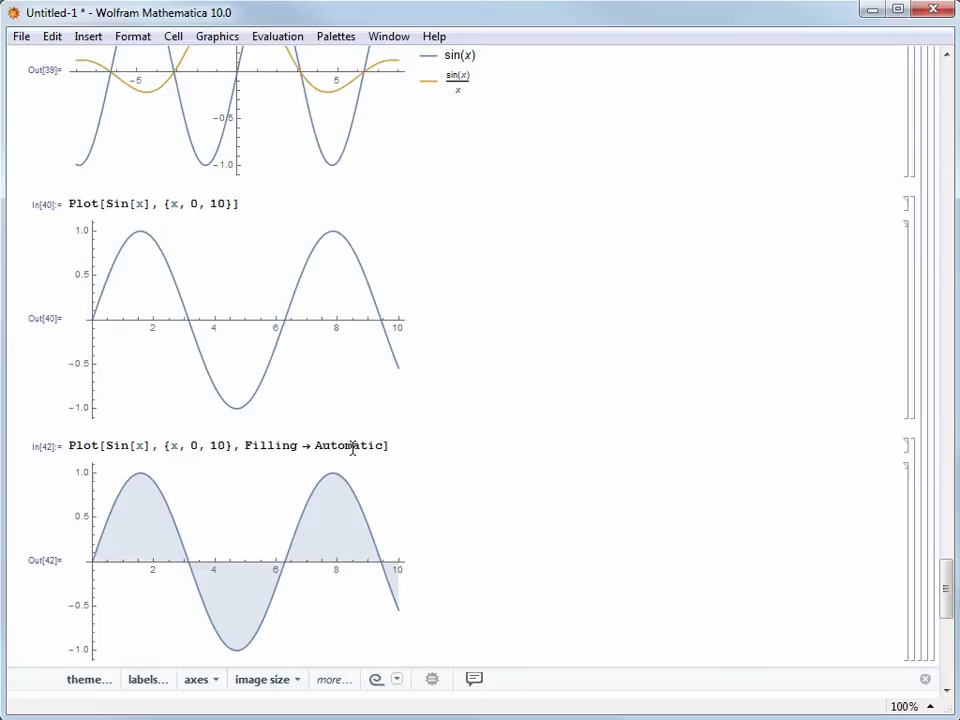 Untitled-1 * - Wolfram Mathematica 10.0
File Edit Insert Format Cell Graphics Evaluation Palettes Window Help
sin(x)
Out[39]=
-5
5
sin(x)
x
-0.5
-1.0
In[40]:= Plot[Sin[x], {x, 0, 10}]
1.0
0.5
Out[40]=
2 4 6 8 10
-0.5
-1.0
In[42]:= Plot[Sin[x], {x, 0, 10}, Filling → Automatic]
1.0
0.5
Out[42]=
2 4 6 8 10
-0.5
-1.0
theme... labels... axes image size more...
100%